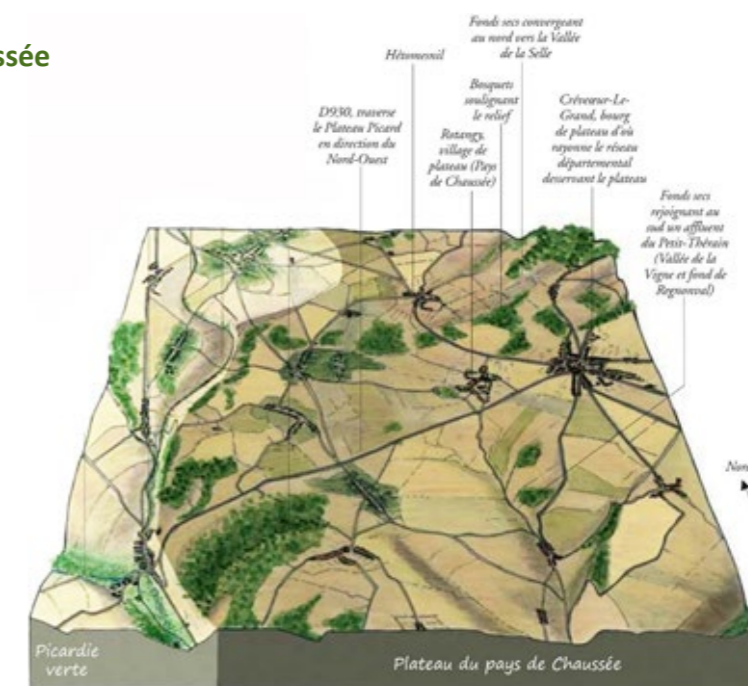 ssée
Fonds secs convergeant
au nord vers la Vallée
de la Selle
Hétomesnil
Bosquets
soulignant
le relief
D930, traverse
le Plateau Picard
en direction du
Nord-Ouest
Rotangy,
village de
plateau (Pays
de Chaussée)
Crèvecœur-Le-
Grand, bourg
de plateau d'où
rayonne le réseau
départemental
desservant le plateau
Fonds secs
rejoignant au
sud un affluent
du Petit-Thérain
(Vallée de la
Vigne et fond de
Regnonval)
Nord
Picardie
verte
Plateau du pays de Chaussée